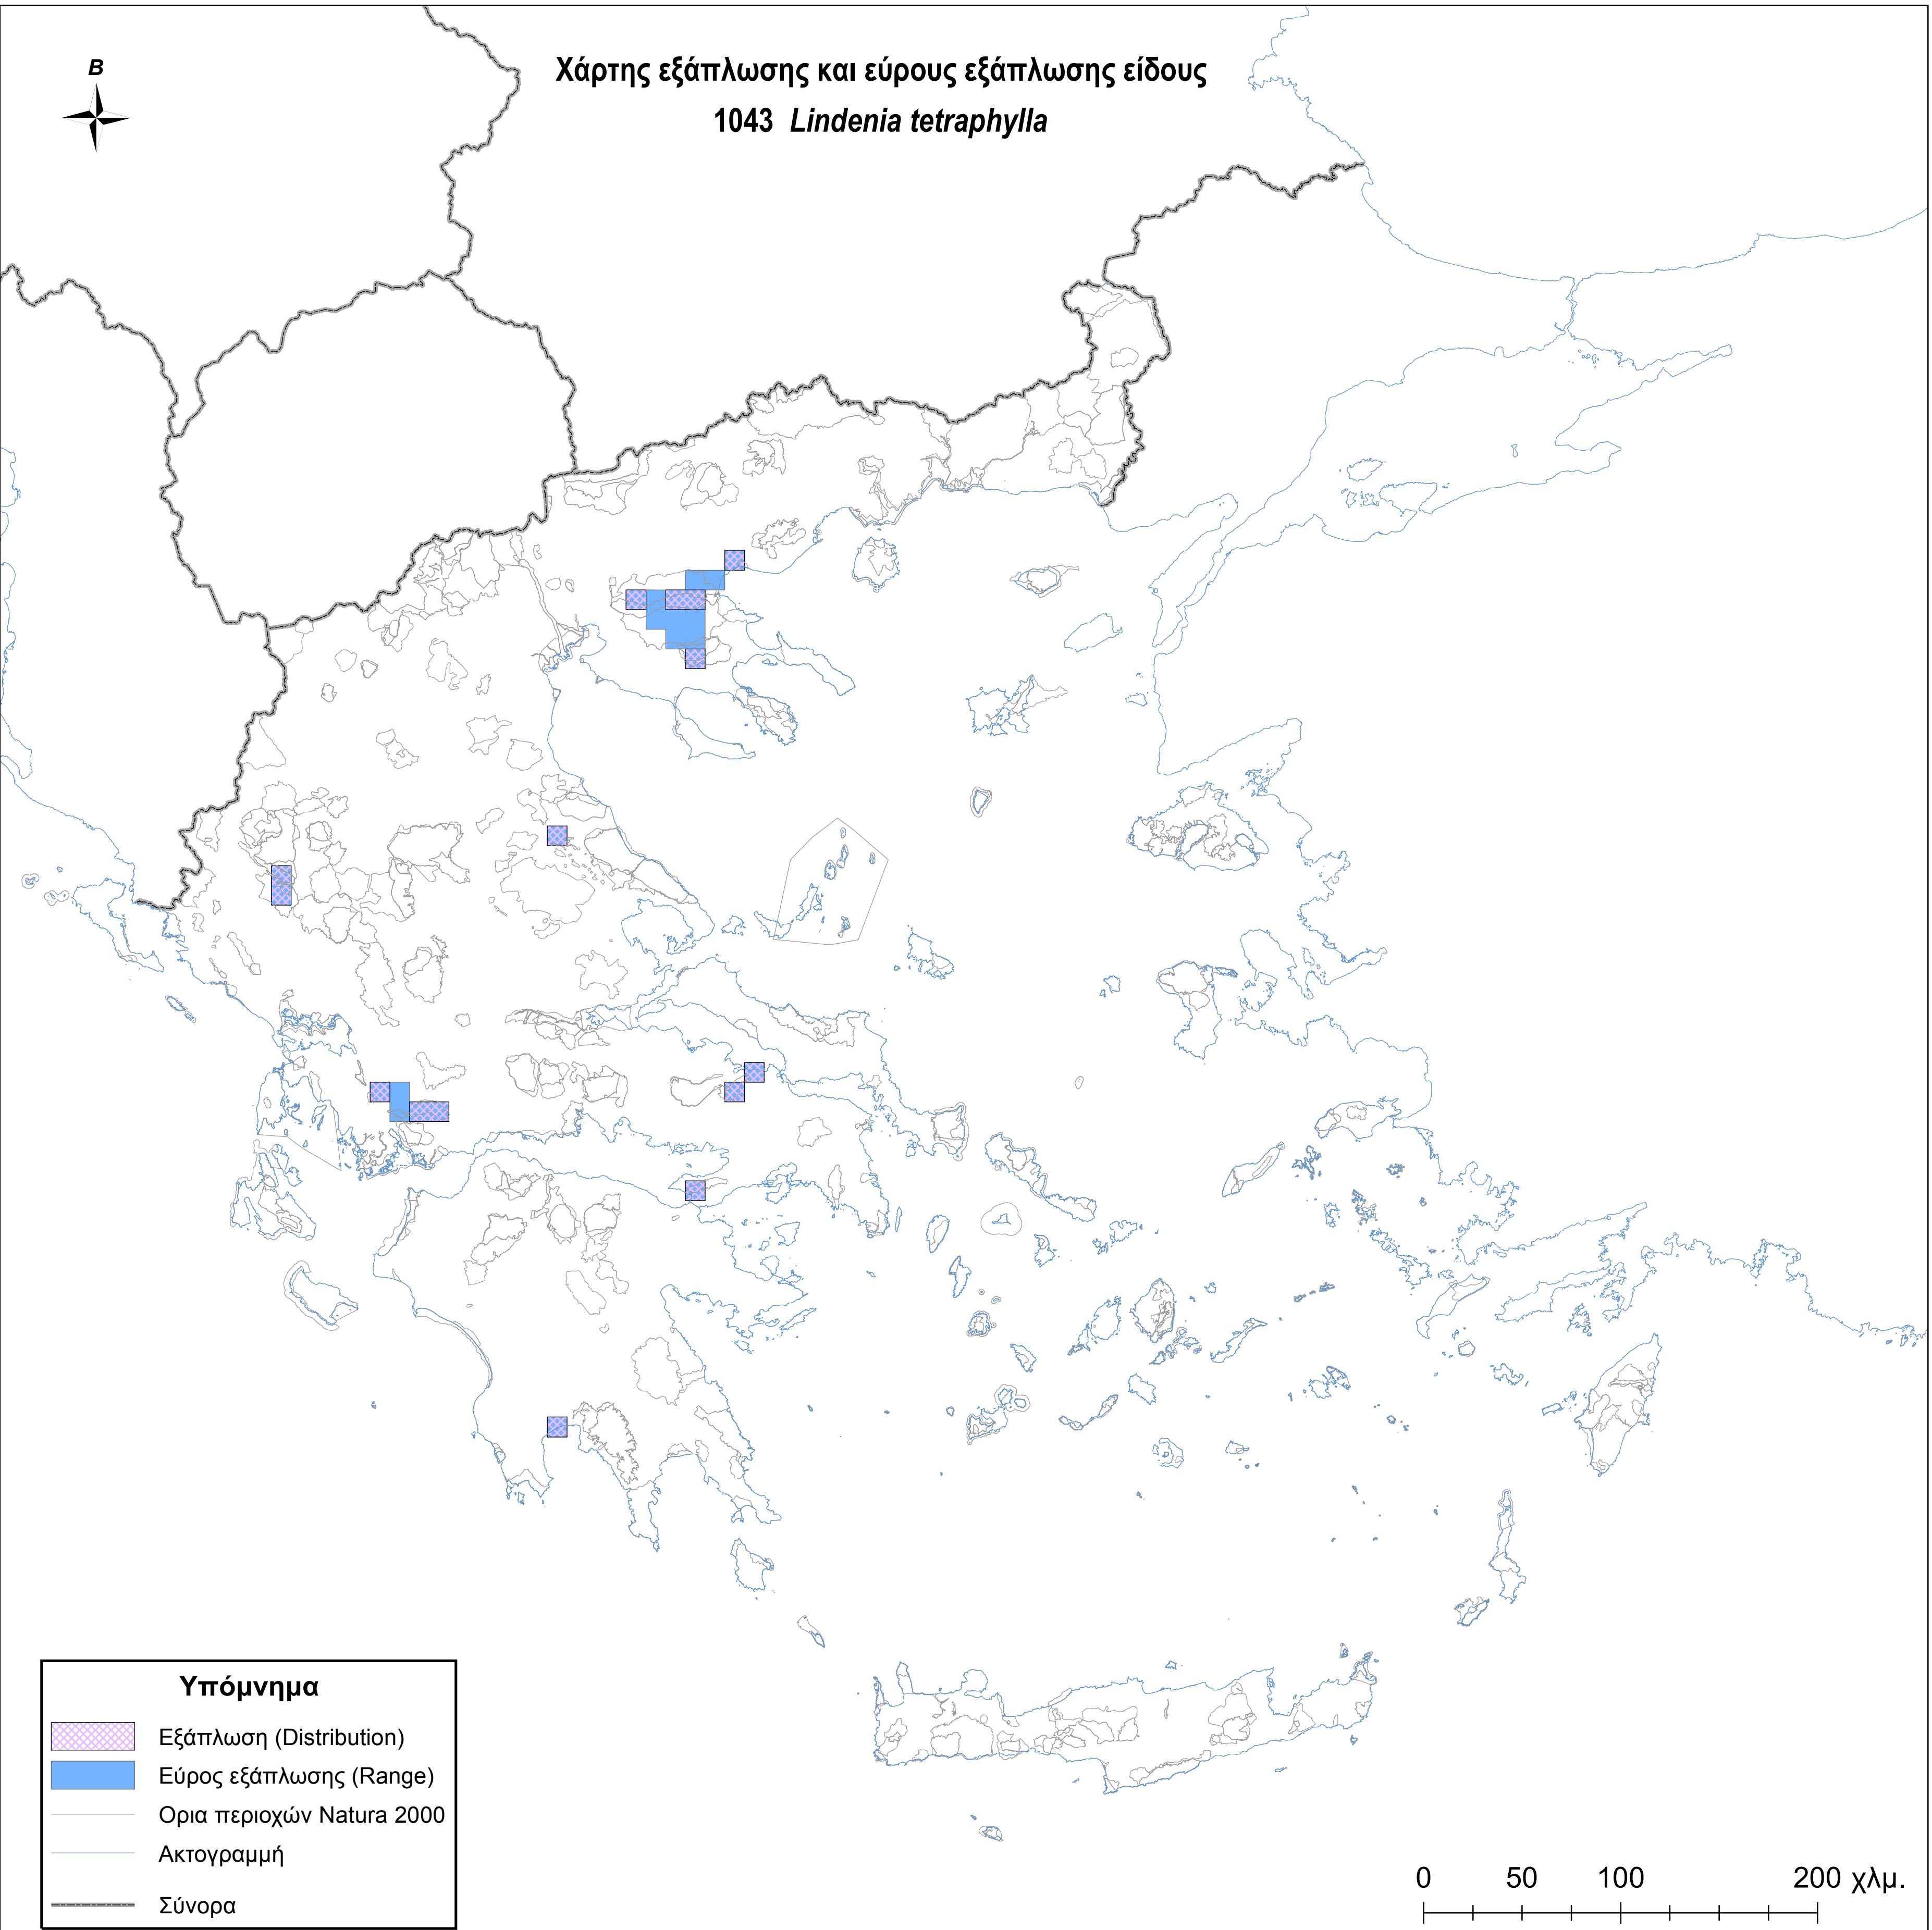 Β
Χάρτης εξάπλωσης και εύρους εξάπλωσης είδους
1043 Lindenia tetraphylla
Υπόμνημα
Εξάπλωση (Distribution)
Εύρος εξάπλωσης (Range)
Ορια περιοχών Natura 2000
Ακτογραμμή
Σύνορα
0 50 100 200 χλμ.